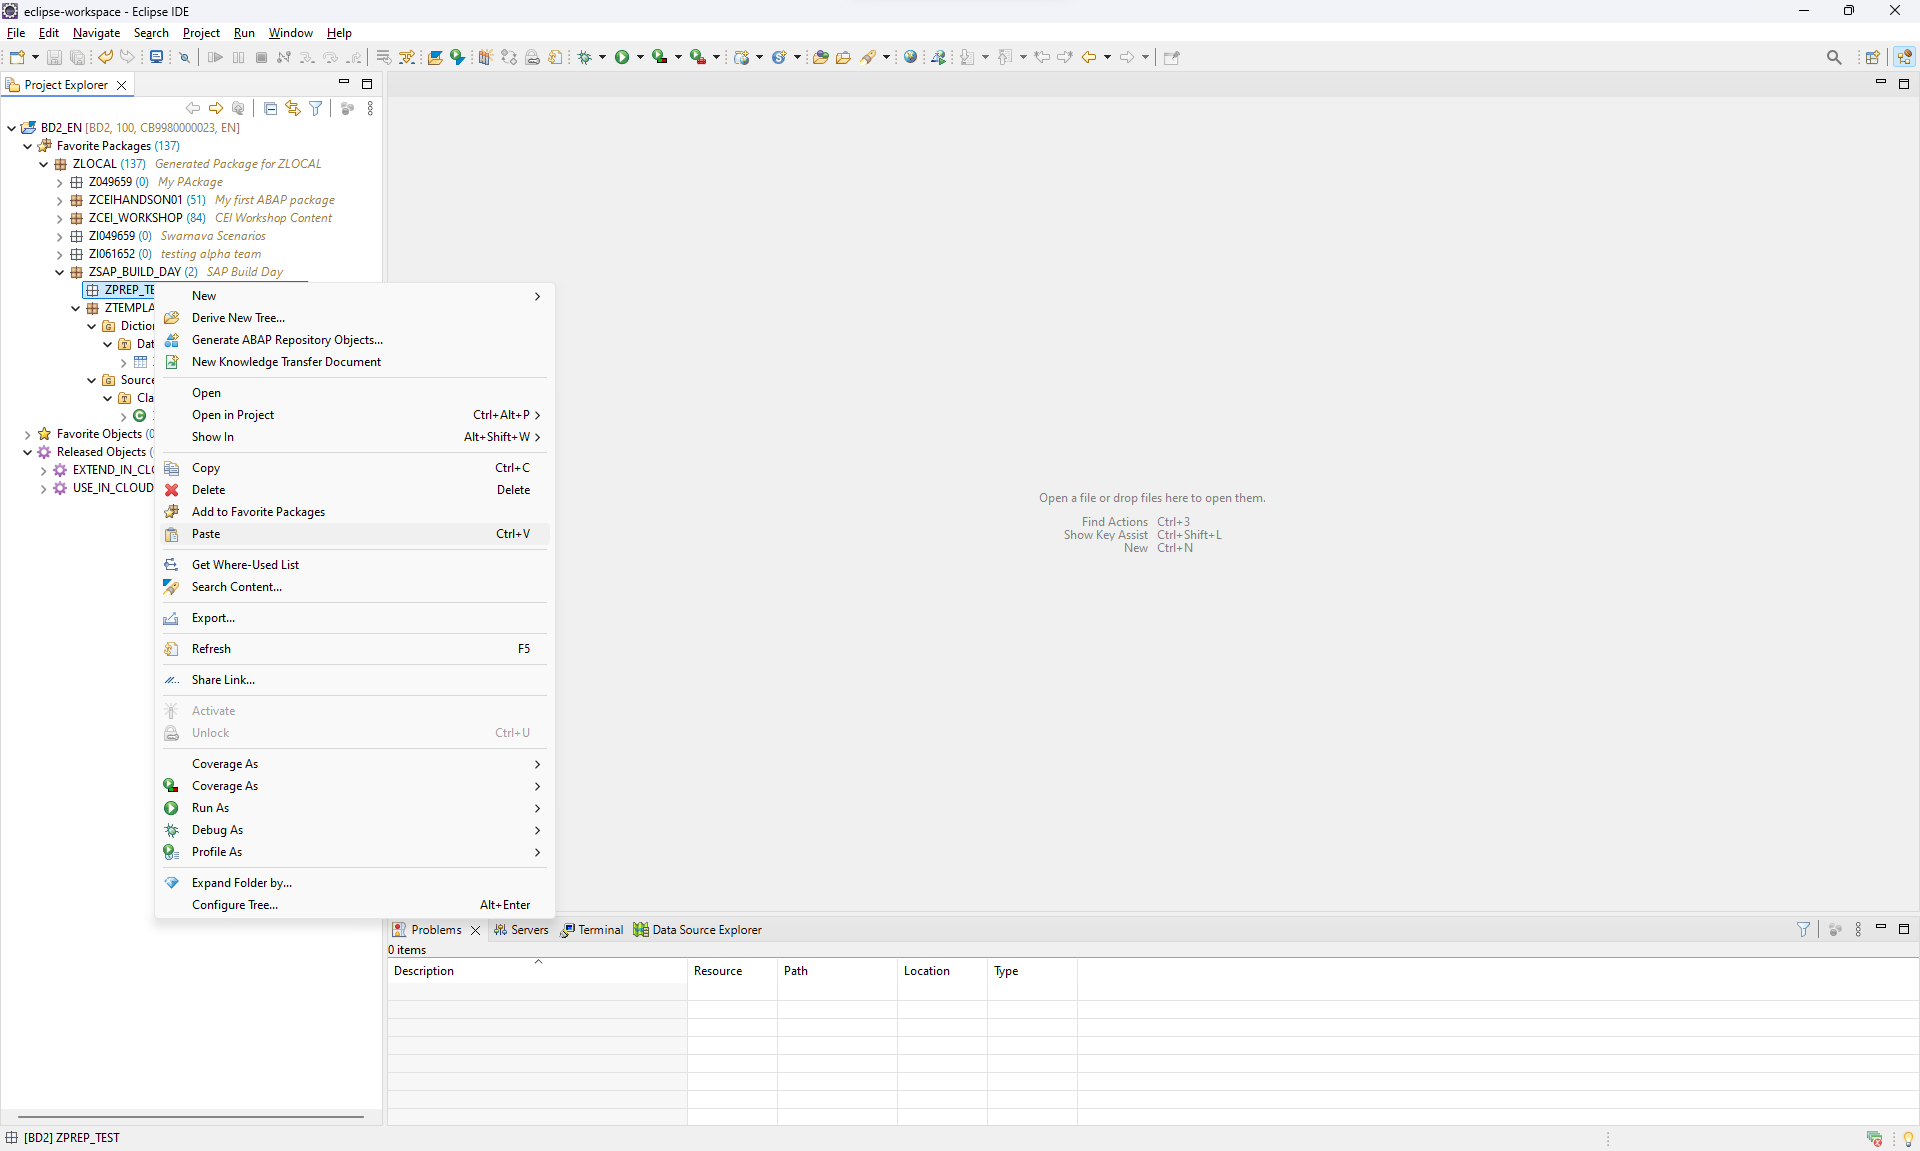 eclipse-workspace - Eclipse IDE
File Edit Navigate Search Project Run Window Help
Project Explorer
BD2_EN [BD2, 100, CB9980000023, EN]
Favorite Packages (137)
ZLOCAL (137) Generated Package for ZLOCAL
Z049659 (0) My PAckage
ZCEIHANDSON01 (51) My first ABAP package
ZCEI_WORKSHOP (84) CEI Workshop Content
ZI049659 (0) Swarnava Scenarios
ZI061652 (0) testing alpha team
ZSAP_BUILD_DAY (2) SAP Build Day
ZPREP_TE
ZTEMPLA
Dictio
Dat
Source
Cla
Favorite Objects (0
Released Objects (
EXTEND_IN_CLO
USE_IN_CLOUD
New
Derive New Tree...
Generate ABAP Repository Objects...
New Knowledge Transfer Document
Open
Open in Project Ctrl+Alt+P
Show In Alt+Shift+W
Copy Ctrl+C
Delete Delete
Add to Favorite Packages
Paste Ctrl+V
Get Where-Used List
Search Content...
Export...
Refresh F5
Share Link...
Activate
Unlock Ctrl+U
Coverage As
Coverage As
Run As
Debug As
Profile As
Expand Folder by...
Configure Tree... Alt+Enter
Open a file or drop files here to open them.
Find Actions Ctrl+3
Show Key Assist Ctrl+Shift+L
New Ctrl+N
Problems Servers Terminal Data Source Explorer
0 items
Description Resource Path Location Type
[BD2] ZPREP_TEST